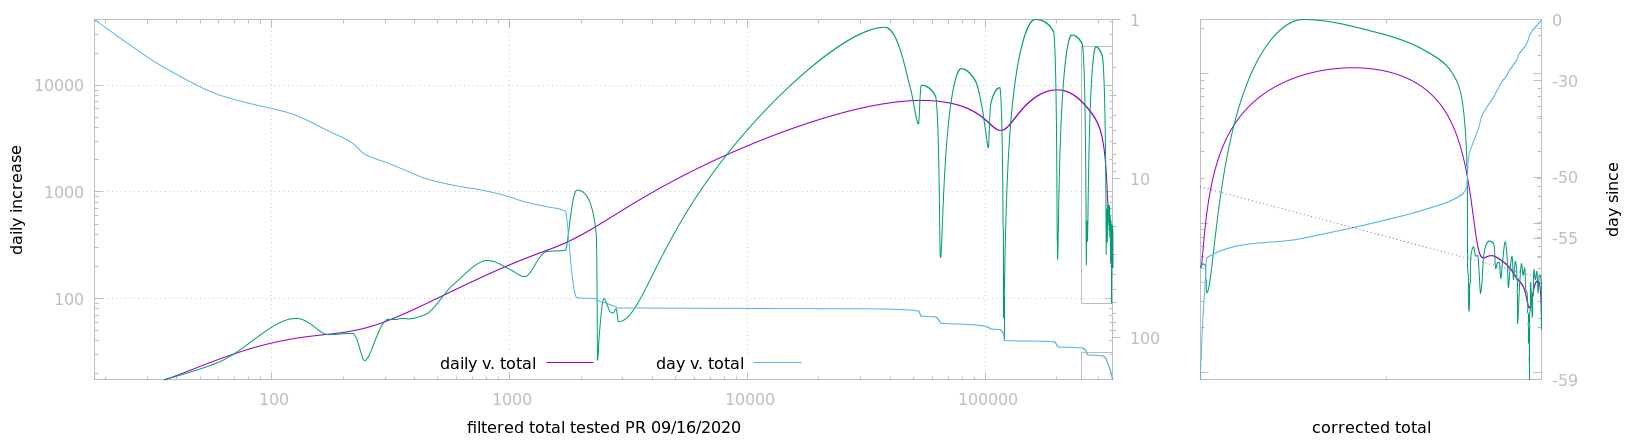 daily increase
10000
1000
100
1
10
100
daily v. total
day v. total
100
1000
10000
100000
filtered total tested PR 09/16/2020
0
-30
-50
-55
-59
day since
corrected total